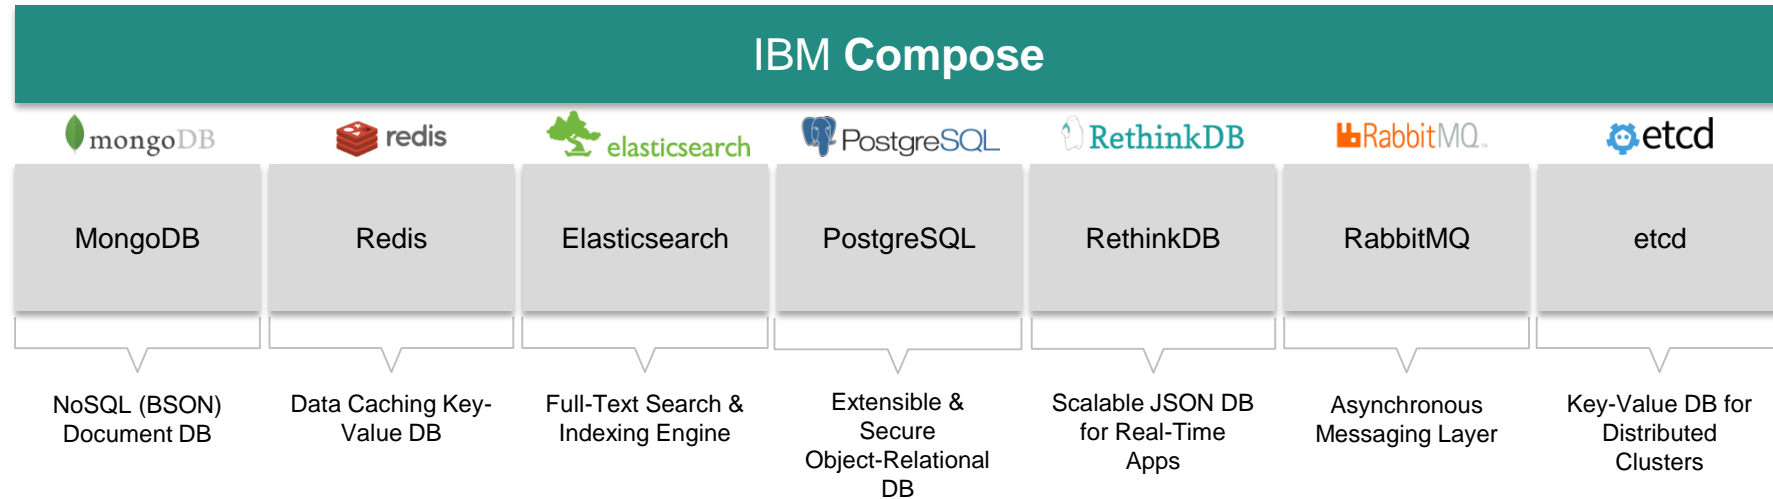 IBM Compose
mongoDB
redis
elasticsearch
PostgreSQL
RethinkDB
RabbitMQ
etcd
MongoDB
Redis
Elasticsearch
PostgreSQL
RethinkDB
RabbitMQ
etcd
NoSQL (BSON)
Document DB
Data Caching Key-
Value DB
Full-Text Search &
Indexing Engine
Extensible &
Secure
Object-Relational
DB
Scalable JSON DB
for Real-Time
Apps
Asynchronous
Messaging Layer
Key-Value DB for
Distributed
Clusters